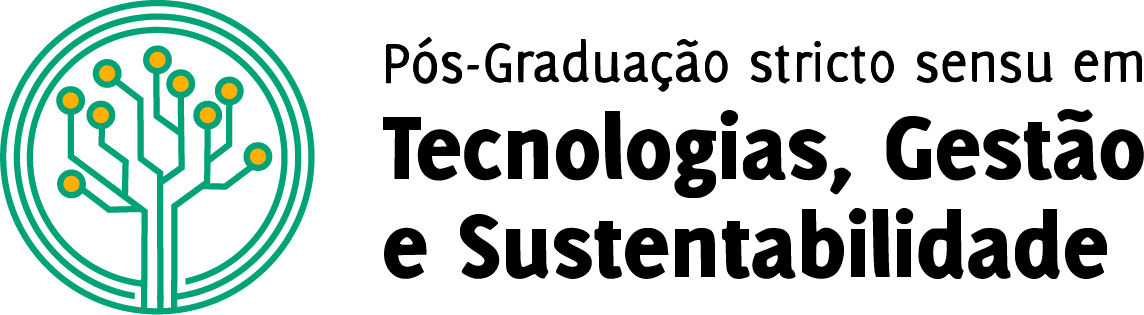 Pós-Graduação stricto sensu em
Tecnologias, Gestão
e Sustentabilidade